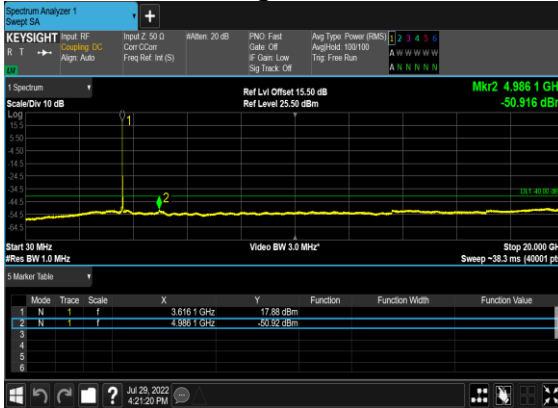 Spectrum Analyzer 1
Swept SA
+
KEYSIGHT
R T
Input: RF
Coupling: DC
Align: Auto
Input Z: 50 Ω
Corr CCorr
Freq Ref: Int (S)
#Atten: 20 dB
PNO: Fast
Gate: Off
IF Gain: Low
Sig Track: Off
Avg Type: Power (RMS)
Avg|Hold: 100/100
Trig: Free Run
1 2 3 4 5 6
A W W W W W
A N N N N N
1 Spectrum
Scale/Div 10 dB
Ref Lvl Offset 15.50 dB
Ref Level 25.50 dBm
Mkr2 4.986 1 GH
-50.916 dB
Log
15.5
5.50
-4.50
-14.5
-24.5
-34.5
-44.5
-54.5
-64.5
1
2
DL1 -40.00 dB
Start 30 MHz
#Res BW 1.0 MHz
Video BW 3.0 MHz*
Stop 20.000 GH
Sweep ~38.3 ms (40001 pt
5 Marker Table
Mode Trace Scale X Y Function Function Width Function Value
1 N 1 f 3.616 1 GHz 17.88 dBm
2 N 1 f 4.986 1 GHz -50.92 dBm
3
4
5
6
?
Jul 29, 2022
4:21:20 PM